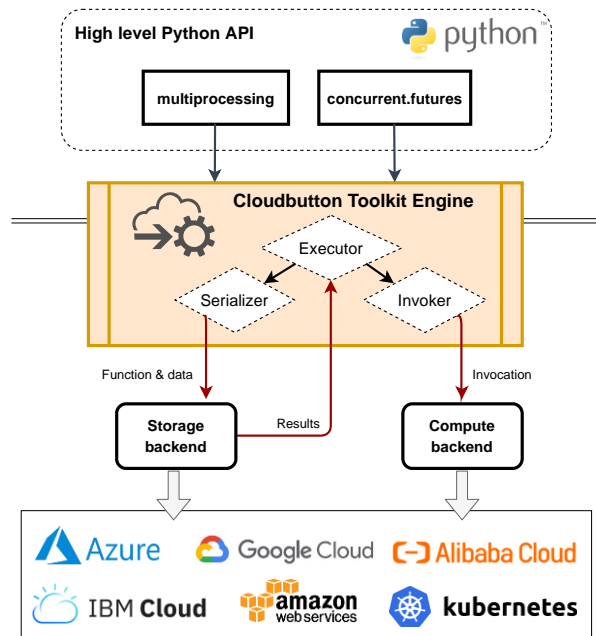 High level Python API
python™
multiprocessing
concurrent.futures
Cloudbutton Toolkit Engine
Executor
Serializer
Invoker
Function & data
Invocation
Results
Storage
backend
Compute
backend
Azure
Google Cloud
Alibaba Cloud
IBM Cloud
amazon
web services
kubernetes